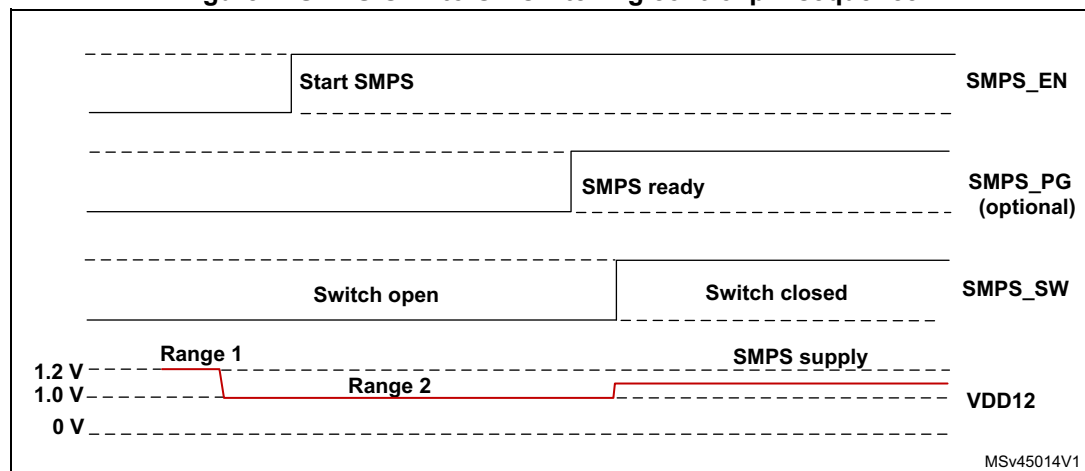 Start SMPS
SMPS_EN
SMPS ready
SMPS_PG
(optional)
Switch open
Switch closed
SMPS_SW
Range 1
SMPS supply
1.2 V
Range 2
1.0 V
VDD12
0 V
MSv45014V1